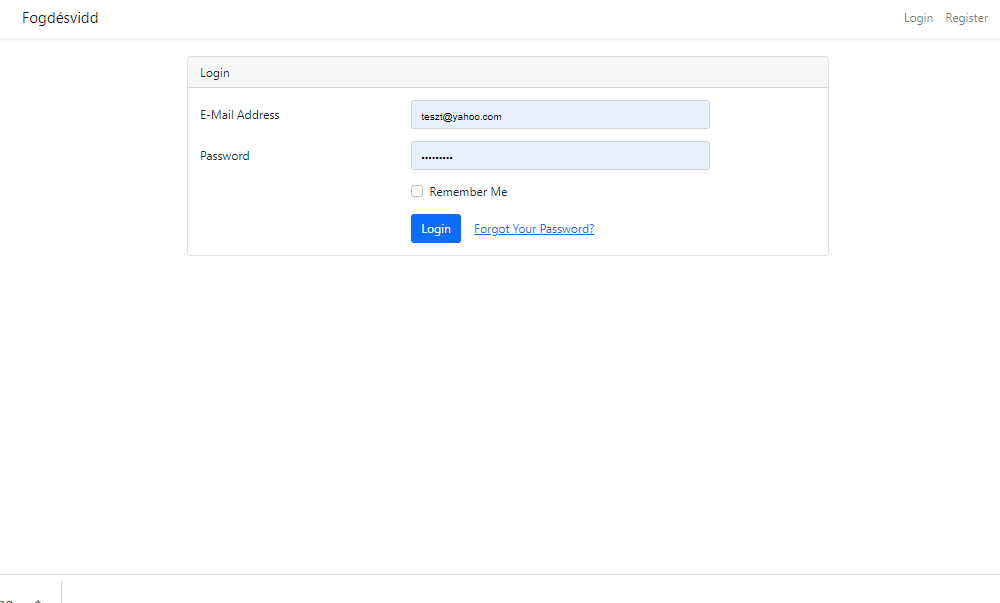 Fogdésvidd
Login Register
Login
E-Mail Address teszt@yahoo.com
Password •••••••••
Remember Me
Login Forgot Your Password?